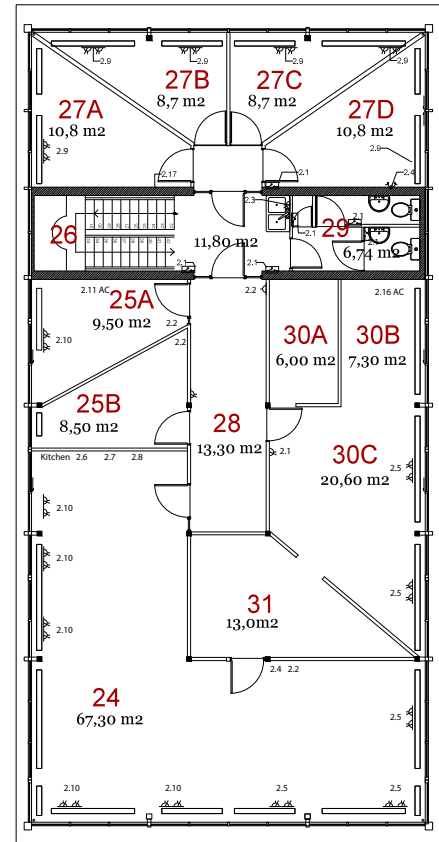 2.9
2.9
2.9
2.9
27B
8,7 m2
27C
8,7 m2
27A
10,8 m2
27D
10,8 m2
2.9
2.9
2.17
2.1
2.4
2.3
2.1
2.1
26
11,80 m2
29
2.1
6,74 m2
2.1
2.1
2.11 AC
25A
9,50 m2
2.2
2.2
2.2
2.16 AC
2.10
30A
6,00 m2
30B
7,30 m2
25B
8,50 m2
28
13,30 m2
2.1
30C
20,60 m2
2.5
Kitchen 2.6 2.7 2.8
2.10
2.10
2.10
2.5
31
13,0m2
2.4 2.2
24
67,30 m2
2.5
2.10
2.10
2.5
2.5